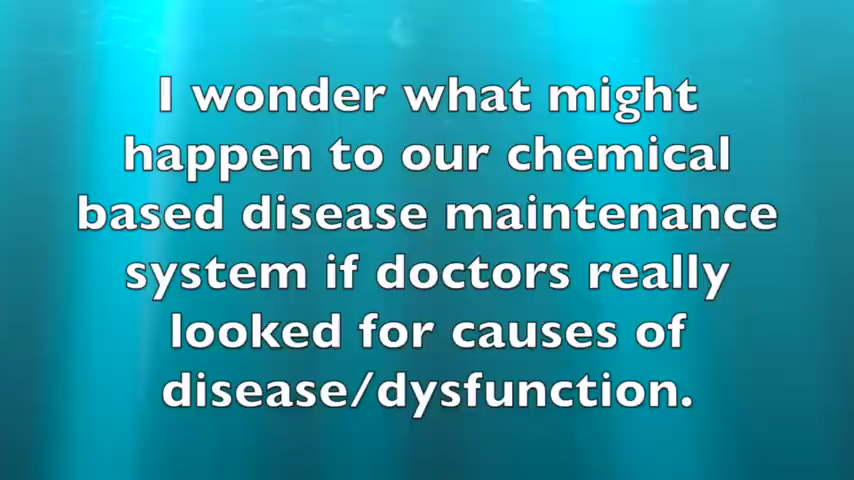 I wonder what might
happen to our chemical
based disease maintenance
system if doctors really
looked for causes of
disease/dysfunction.